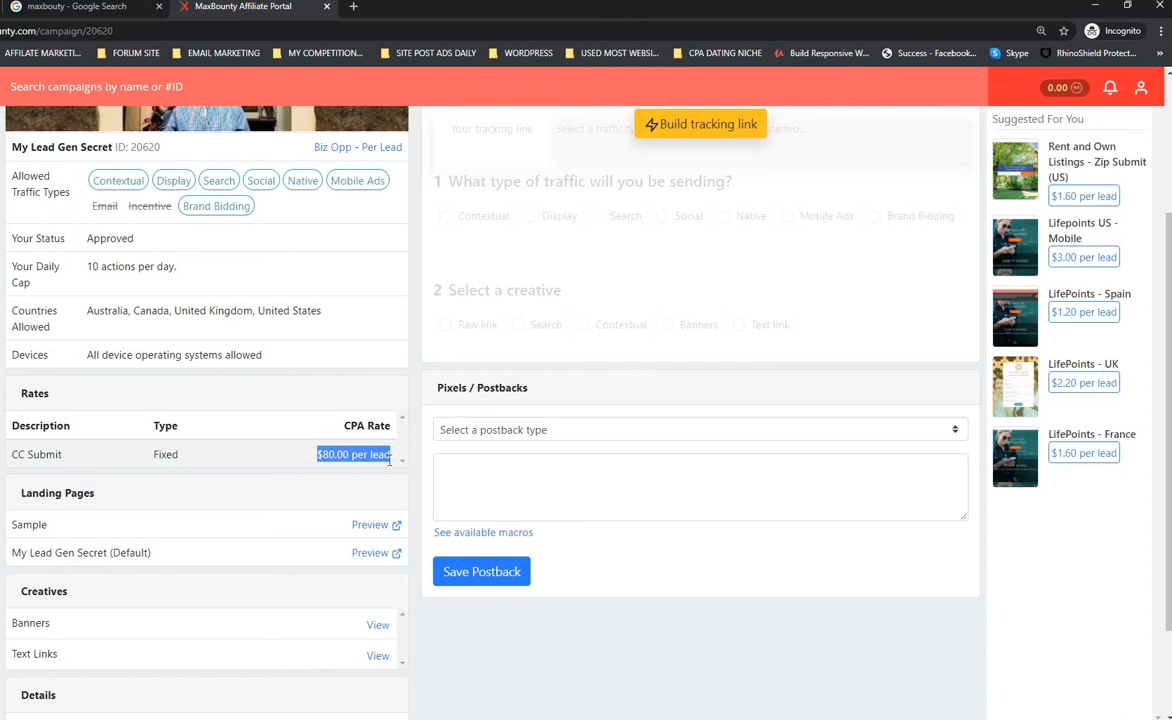 maxbouty - Google Search
MaxBounty Affiliate Portal
nty.com/campaign/20620
Incognito
AFFILIATE MARKETI...
FORUM SITE
EMAIL MARKETING
MY COMPETITION...
SITE POST ADS DAILY
WORDPRESS
USED MOST WEBSI...
CPA DATING NICHE
Build Responsive W...
Success - Facebook...
Skype
RhinoShield Protect...
Search campaigns by name or #ID
0.00
My Lead Gen Secret ID: 20620
Biz Opp - Per Lead
Allowed
Traffic Types
Contextual
Display
Search
Social
Native
Mobile Ads
Email
Incentive
Brand Bidding
Your Status
Approved
Your Daily
Cap
10 actions per day.
Countries
Allowed
Australia, Canada, United Kingdom, United States
Devices
All device operating systems allowed
Rates
Description
Type
CPA Rate
CC Submit
Fixed
$80.00 per lead
Landing Pages
Sample
Preview
My Lead Gen Secret (Default)
Preview
Creatives
Banners
View
Text Links
View
Details
Your tracking link
Build tracking link
1 What type of traffic will you be sending?
Contextual
Display
Search
Social
Native
Mobile Ads
Brand Bidding
2 Select a creative
Raw link
Search
Contextual
Banners
Text link
Pixels / Postbacks
Select a postback type
See available macros
Save Postback
Suggested For You
Rent and Own
Listings - Zip Submit
(US)
$1.60 per lead
Lifepoints US -
Mobile
$3.00 per lead
LifePoints - Spain
$1.20 per lead
LifePoints - UK
$2.20 per lead
LifePoints - France
$1.60 per lead